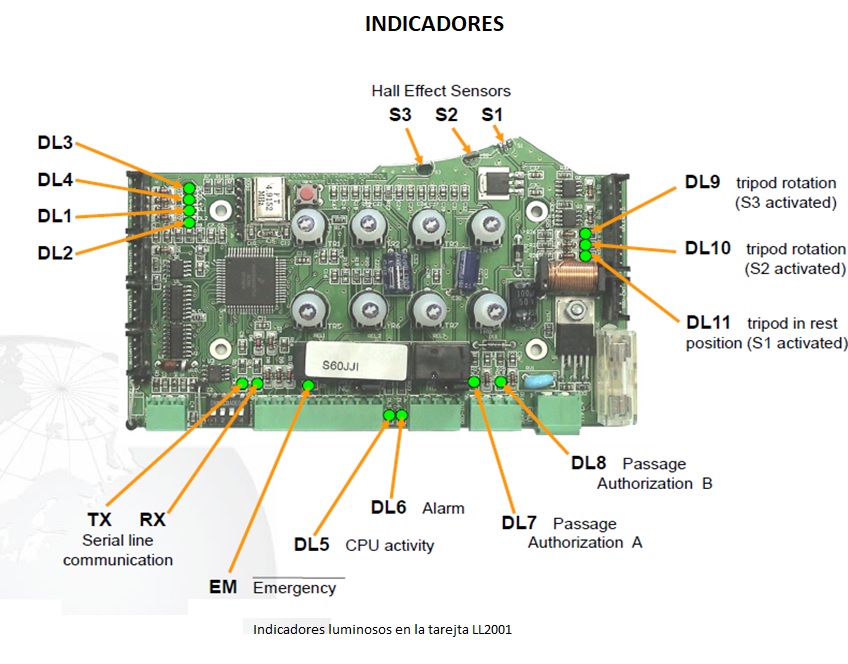 INDICADORES
Hall Effect Sensors
S3 S2 S1
DL3
DL4
DL1
DL2
DL9 tripod rotation
(S3 activated)
DL10 tripod rotation
(S2 activated)
DL11 tripod in rest
position (S1 activated)
S60JJI
DL8 Passage
Authorization B
DL7 Passage
Authorization A
DL6 Alarm
DL5 CPU activity
TX RX
Serial line
communication
EM Emergency
Indicadores luminosos en la tarejta LL2001